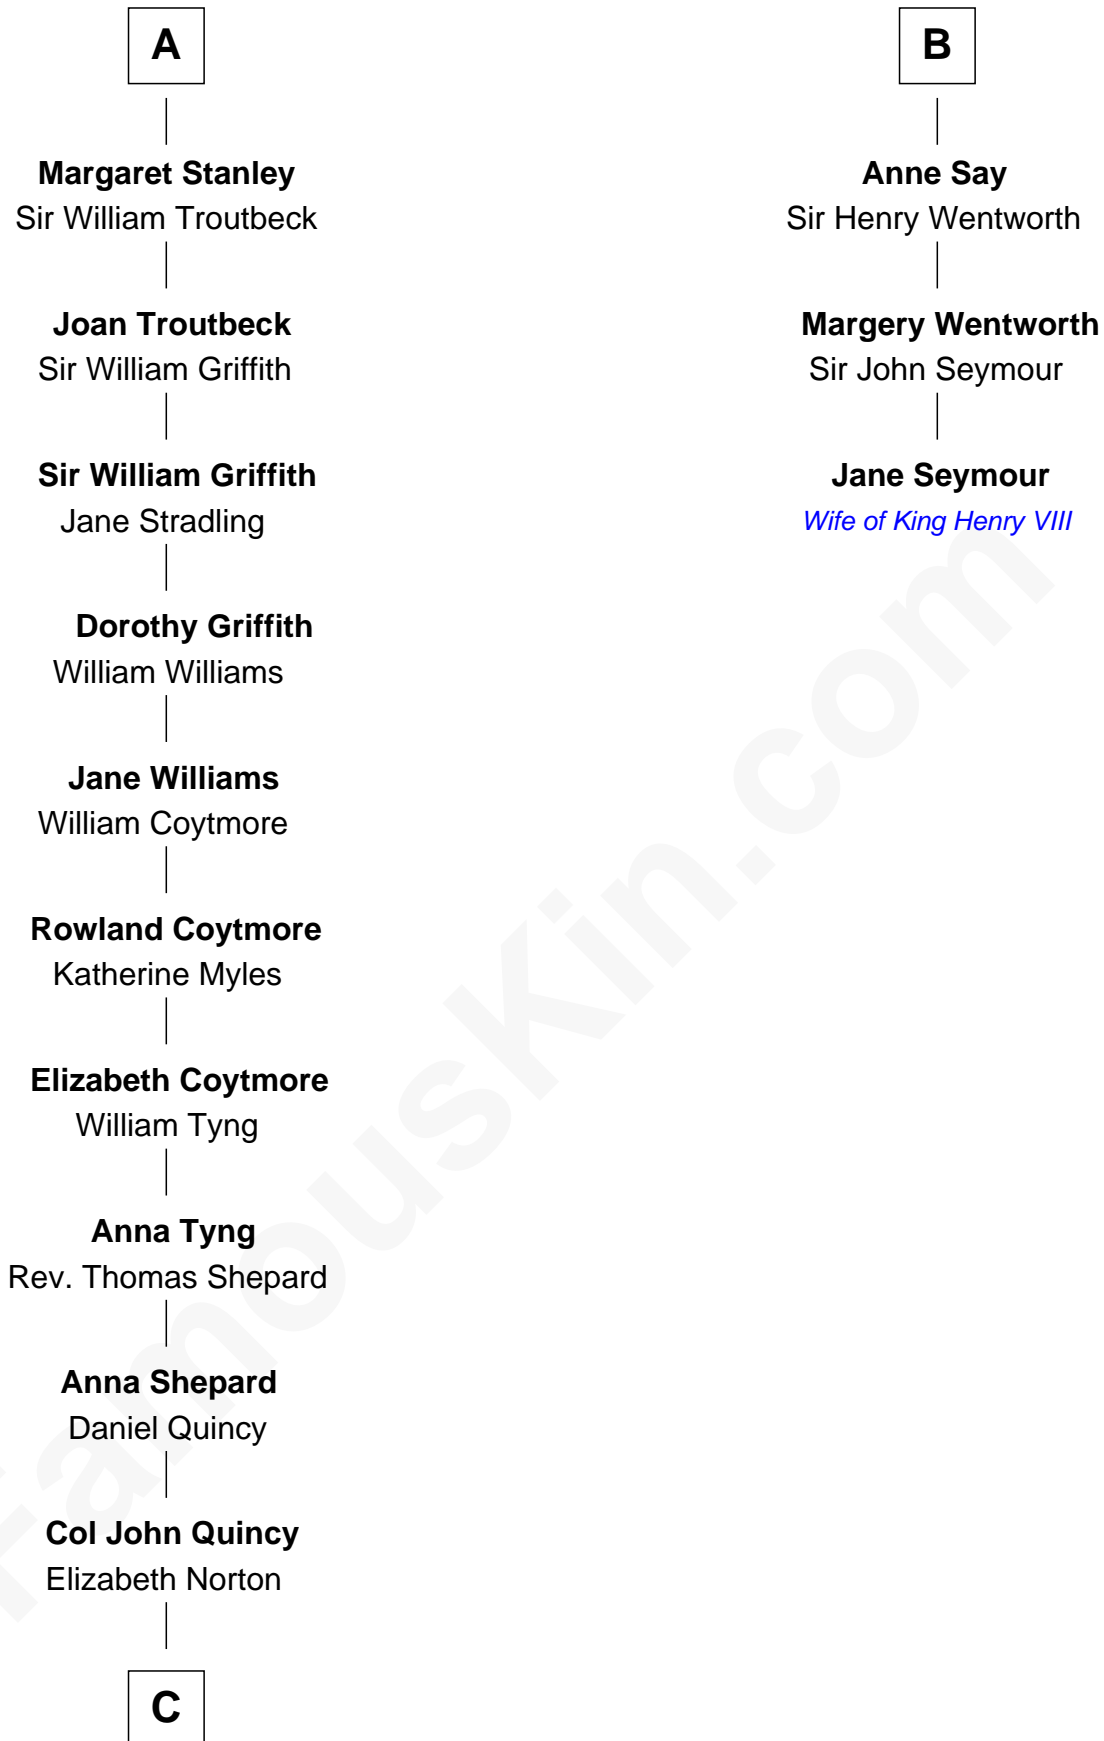 A
Margaret Stanley
Sir William Troutbeck
Joan Troutbeck
Sir William Griffith
Sir William Griffith
Jane Stradling
Dorothy Griffith
William Williams
Jane Williams
William Coytmore
Rowland Coytmore
Katherine Myles
Elizabeth Coytmore
William Tyng
Anna Tyng
Rev. Thomas Shepard
Anna Shepard
Daniel Quincy
Col John Quincy
Elizabeth Norton
C
B
Anne Say
Sir Henry Wentworth
Margery Wentworth
Sir John Seymour
Jane Seymour
Wife of King Henry VIII
FamousKin.com